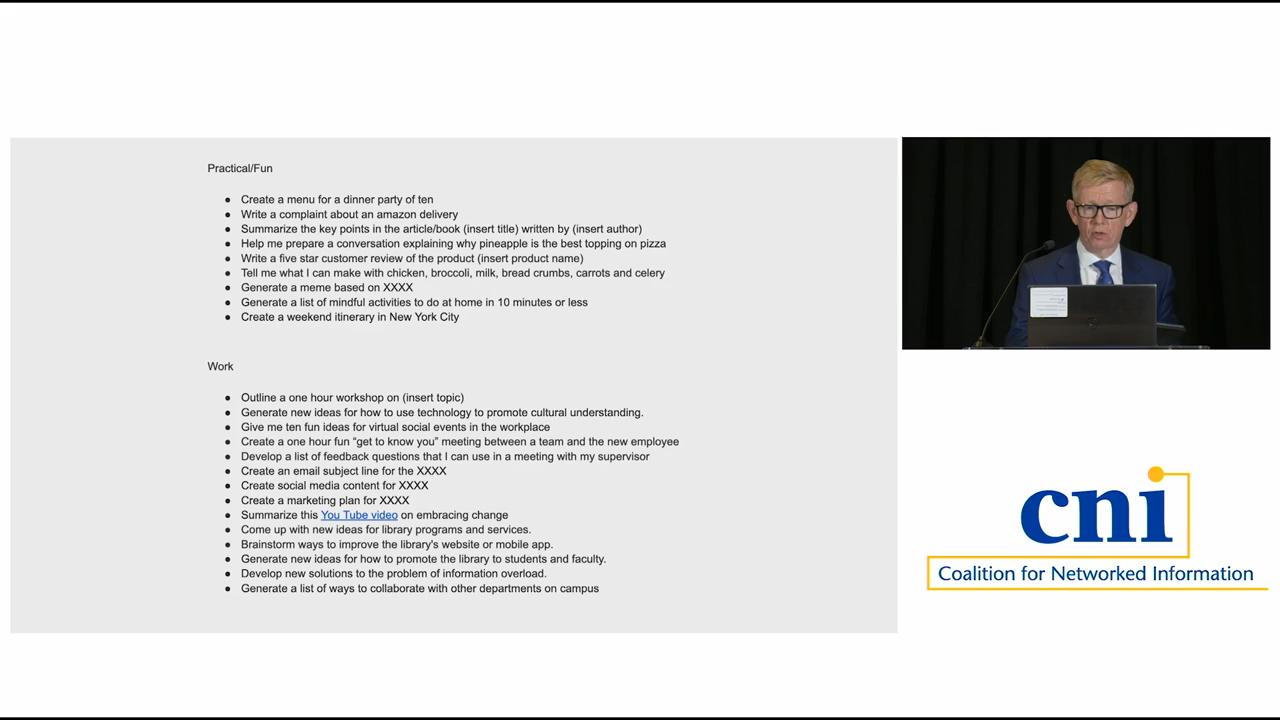 Practical/Fun
● Create a menu for a dinner party of ten
● Write a complaint about an amazon delivery
● Summarize the key points in the article/book (insert title) written by (insert author)
● Help me prepare a conversation explaining why pineapple is the best topping on pizza
● Write a five star customer review of the product (insert product name)
● Tell me what I can make with chicken, broccoli, milk, bread crumbs, carrots and celery
● Generate a meme based on XXXX
● Generate a list of mindful activities to do at home in 10 minutes or less
● Create a weekend itinerary in New York City
Work
● Outline a one hour workshop on (insert topic)
● Generate new ideas for how to use technology to promote cultural understanding.
● Give me ten fun ideas for virtual social events in the workplace
● Create a one hour fun “get to know you” meeting between a team and the new employee
● Develop a list of feedback questions that I can use in a meeting with my supervisor
● Create an email subject line for the XXXX
● Create social media content for XXXX
● Create a marketing plan for XXXX
● Summarize this You Tube video on embracing change
● Come up with new ideas for library programs and services.
● Brainstorm ways to improve the library's website or mobile app.
● Generate new ideas for how to promote the library to students and faculty.
● Develop new solutions to the problem of information overload.
● Generate a list of ways to collaborate with other departments on campus
cni
Coalition for Networked Information